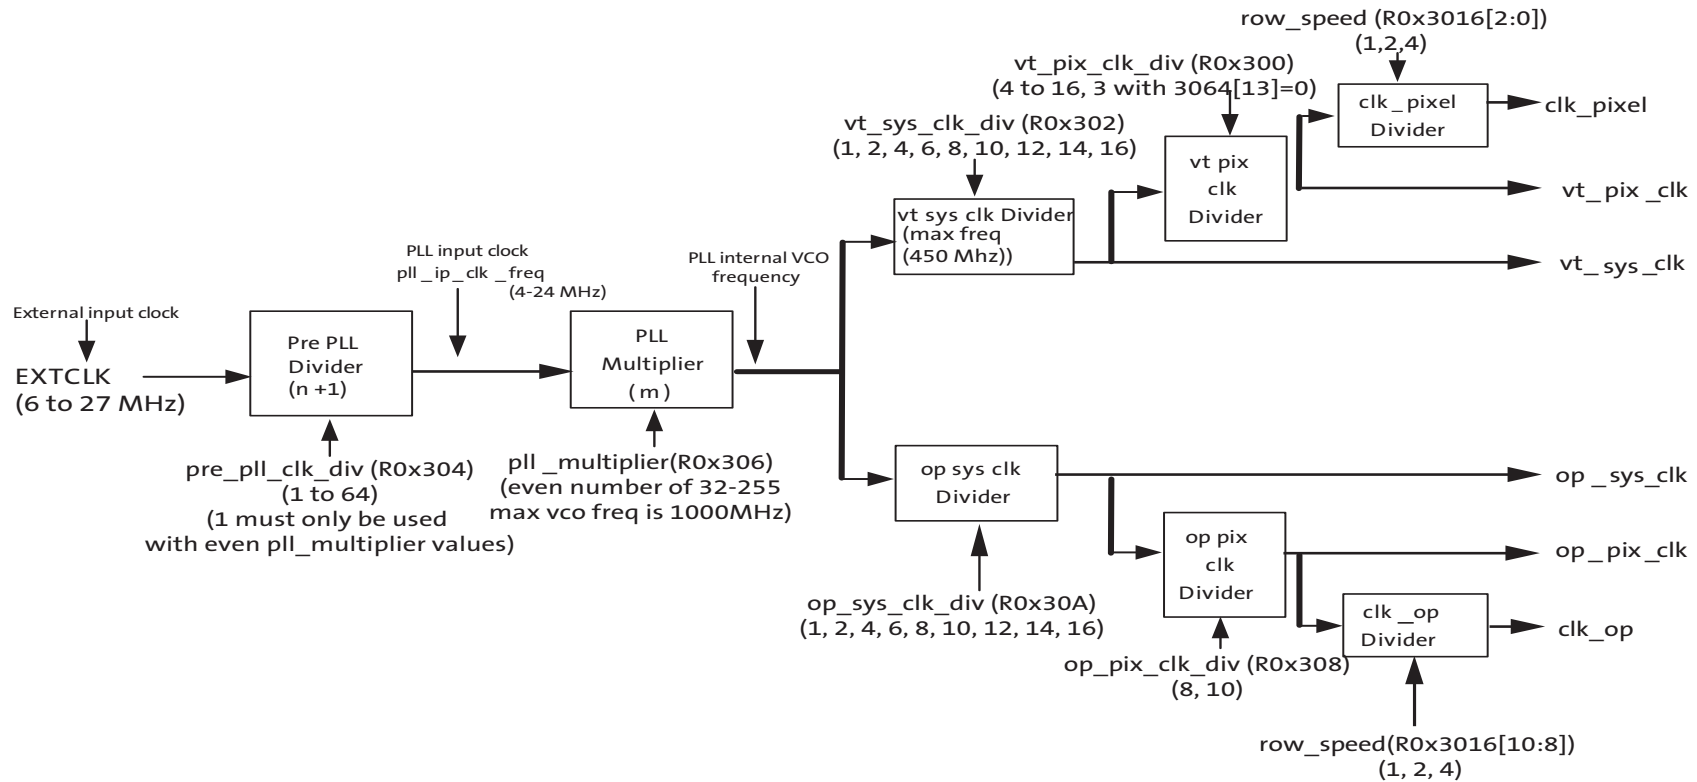 row_speed (R0x3016[2:0])
(1,2,4)
vt_pix_clk_div (R0x300)
(4 to 16, 3 with 3064[13]=0)
clk_pixel
Divider
clk_pixel
vt_sys_clk_div (R0x302)
(1, 2, 4, 6, 8, 10, 12, 14, 16)
vt pix
clk
Divider
vt_pix_clk
vt sys clk Divider
(max freq
(450 Mhz))
vt_sys_clk
PLL input clock
pll_ip_clk_freq
(4-24 MHz)
PLL internal VCO
frequency
External input clock
EXTCLK
(6 to 27 MHz)
Pre PLL
Divider
(n +1)
PLL
Multiplier
(m)
pre_pll_clk_div (R0x304)
(1 to 64)
(1 must only be used
with even pll_multiplier values)
pll _multiplier(R0x306)
(even number of 32-255
max vco freq is 1000MHz)
op sys clk
Divider
op_sys_clk
op pix
clk
Divider
op_pix_clk
op_sys_clk_div (R0x30A)
(1, 2, 4, 6, 8, 10, 12, 14, 16)
clk_op
Divider
clk_op
op_pix_clk_div (R0x308)
(8, 10)
row_speed(R0x3016[10:8])
(1, 2, 4)